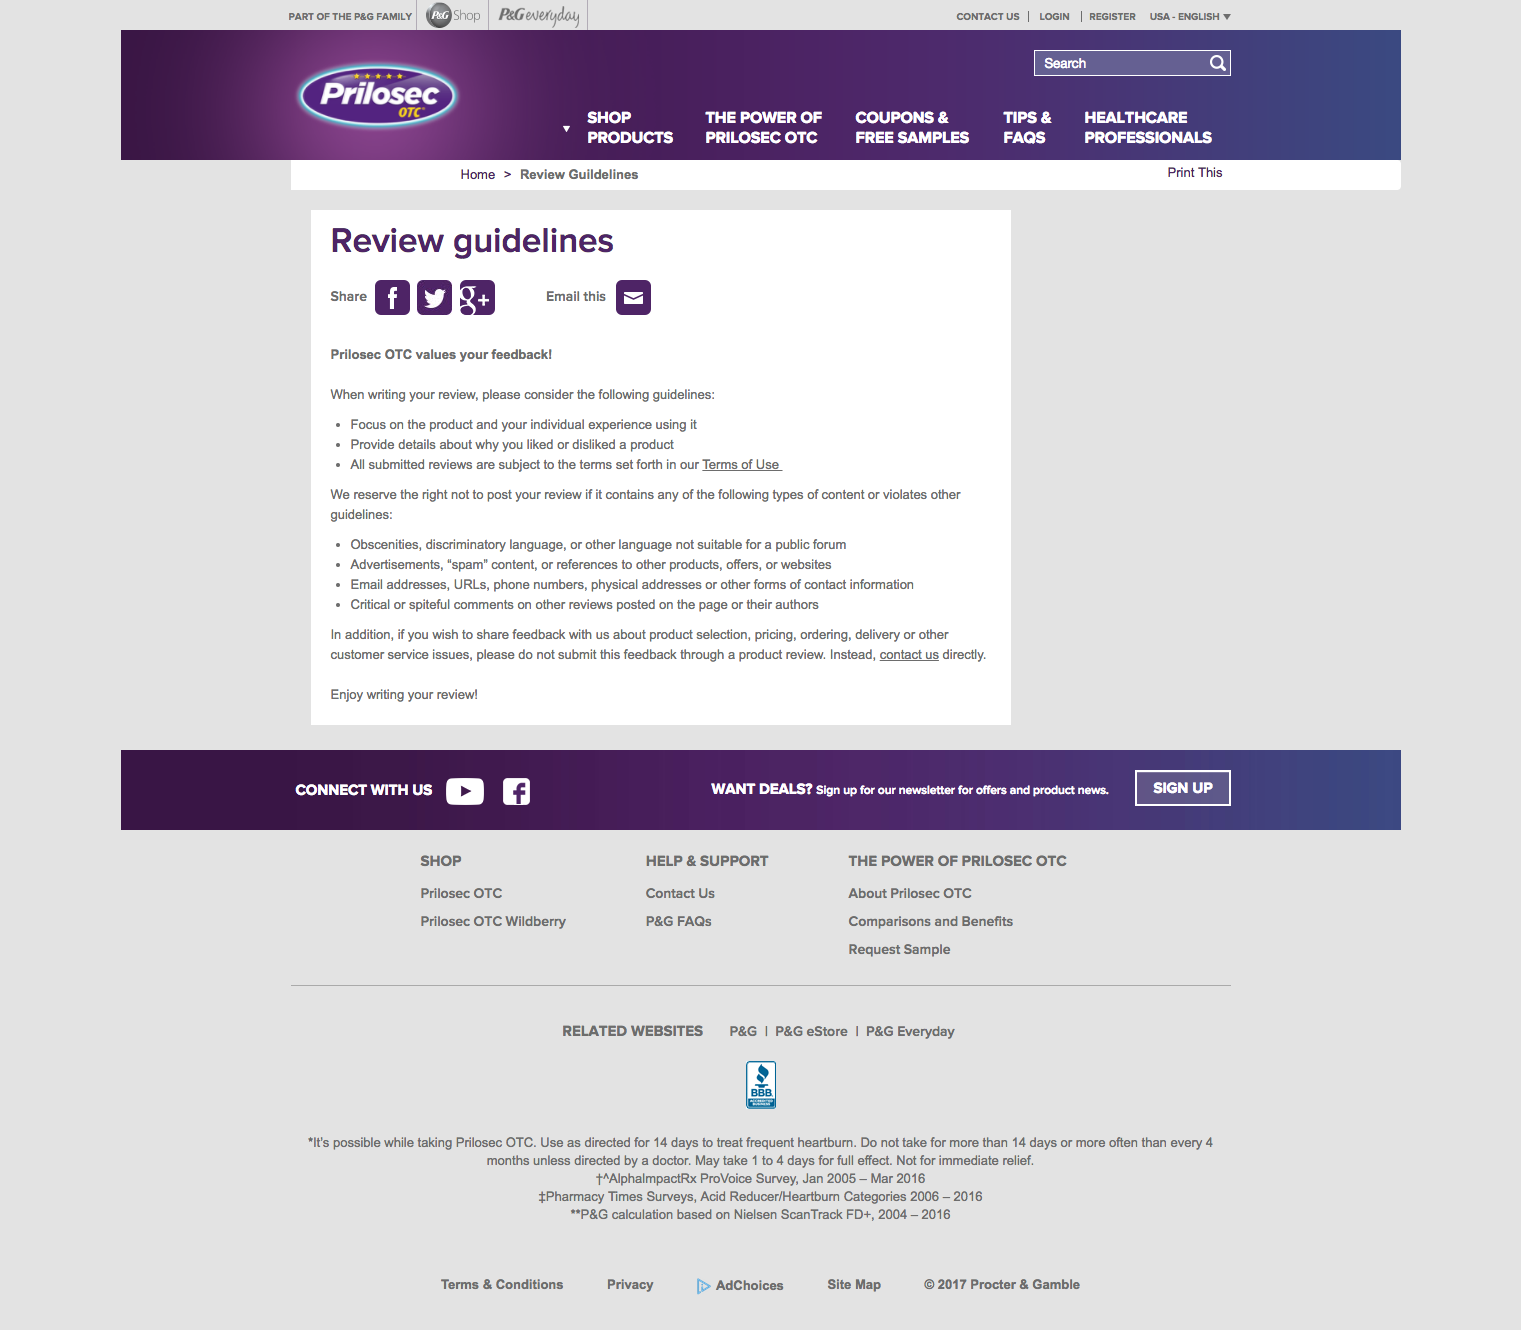 PART OF THE P&G FAMILY
P&G Shop
P&G everyday
CONTACT US | LOGIN | REGISTER USA - ENGLISH
Prilosec OTC
Search
SHOP PRODUCTS
THE POWER OF PRILOSEC OTC
COUPONS & FREE SAMPLES
TIPS & FAQS
HEALTHCARE PROFESSIONALS
Home > Review Guildelines
Print This
Review guidelines
Share
Email this
Prilosec OTC values your feedback!
When writing your review, please consider the following guidelines:
• Focus on the product and your individual experience using it
• Provide details about why you liked or disliked a product
• All submitted reviews are subject to the terms set forth in our Terms of Use
We reserve the right not to post your review if it contains any of the following types of content or violates other
guidelines:
• Obscenities, discriminatory language, or other language not suitable for a public forum
• Advertisements, “spam” content, or references to other products, offers, or websites
• Email addresses, URLs, phone numbers, physical addresses or other forms of contact information
• Critical or spiteful comments on other reviews posted on the page or their authors
In addition, if you wish to share feedback with us about product selection, pricing, ordering, delivery or other
customer service issues, please do not submit this feedback through a product review. Instead, contact us directly.
Enjoy writing your review!
CONNECT WITH US
WANT DEALS? Sign up for our newsletter for offers and product news.
SIGN UP
SHOP
Prilosec OTC
Prilosec OTC Wildberry
HELP & SUPPORT
Contact Us
P&G FAQs
THE POWER OF PRILOSEC OTC
About Prilosec OTC
Comparisons and Benefits
Request Sample
RELATED WEBSITES P&G | P&G eStore | P&G Everyday
BBB
ACCREDITED
BUSINESS
*It’s possible while taking Prilosec OTC. Use as directed for 14 days to treat frequent heartburn. Do not take for more than 14 days or more often than every 4
months unless directed by a doctor. May take 1 to 4 days for full effect. Not for immediate relief.
†^AlphaImpactRx ProVoice Survey, Jan 2005 – Mar 2016
‡Pharmacy Times Surveys, Acid Reducer/Heartburn Categories 2006 – 2016
**P&G calculation based on Nielsen ScanTrack FD+, 2004 – 2016
Terms & Conditions Privacy AdChoices Site Map © 2017 Procter & Gamble